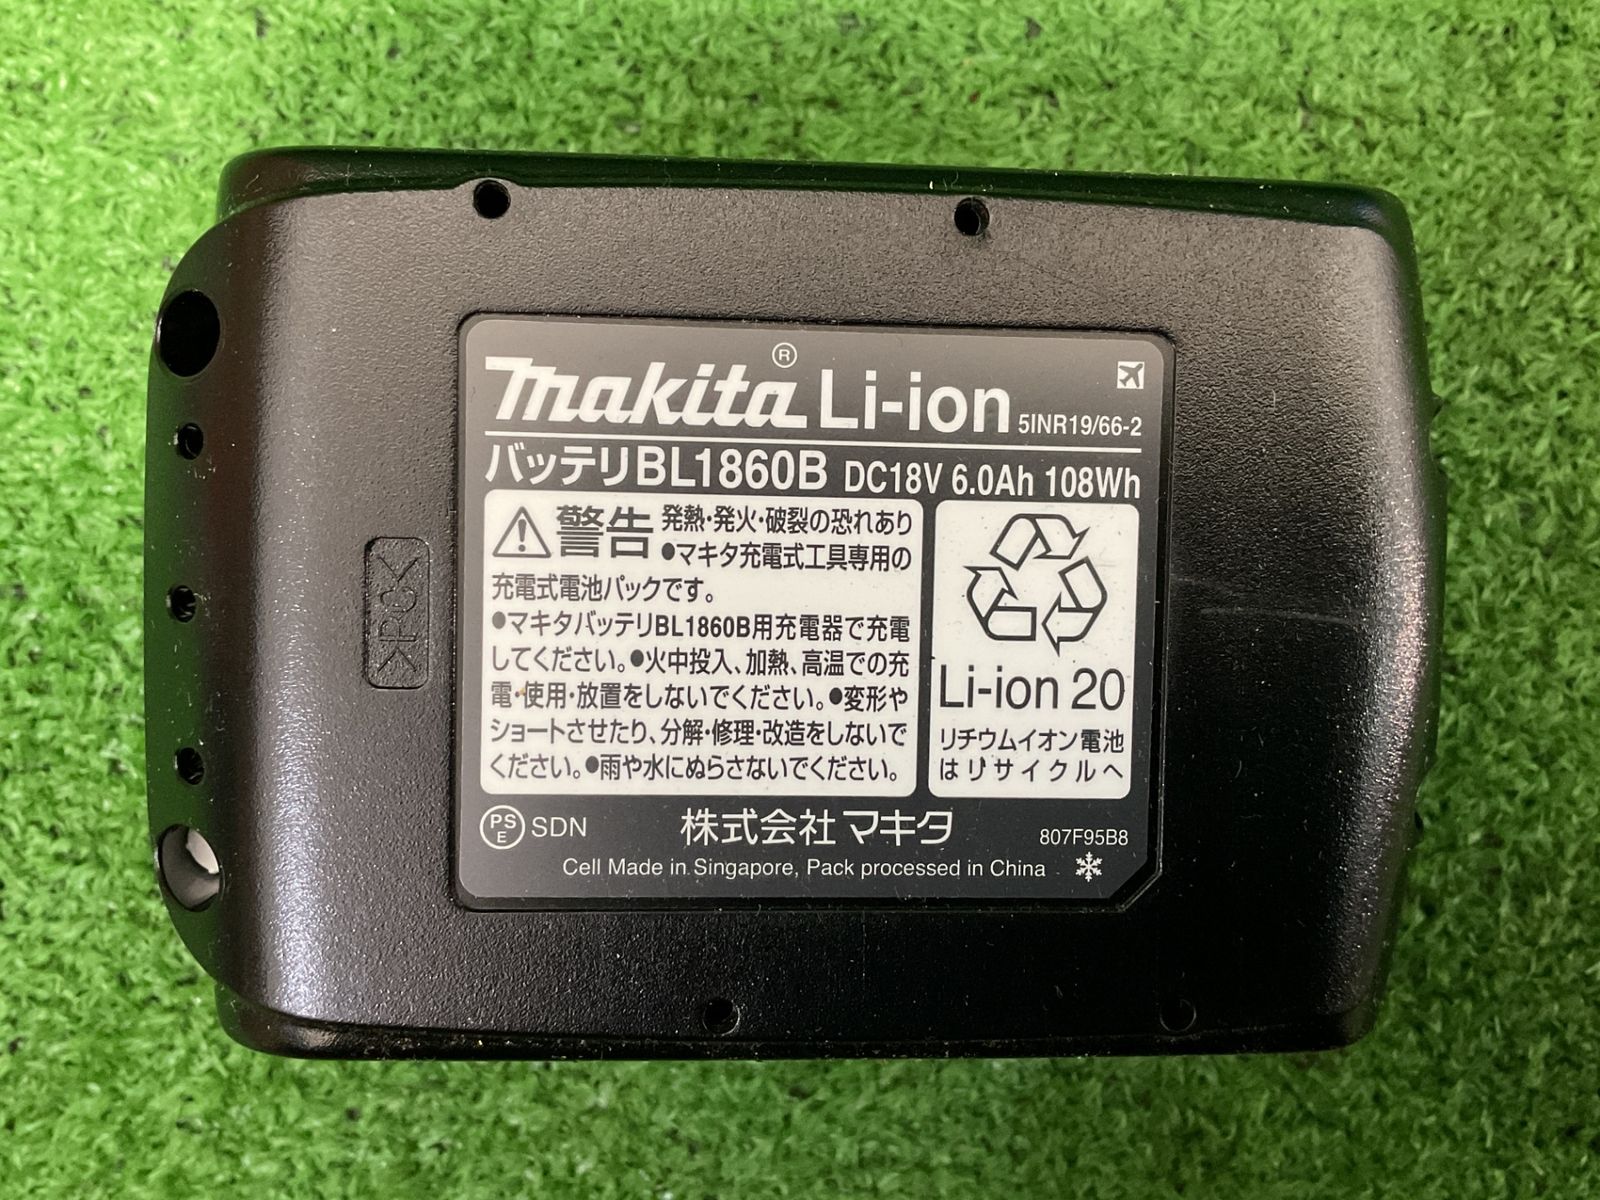 makita® Li-ion 5INR19/66-2
バッテリBL1860B DC18V 6.0Ah 108Wh
警告 発熱・発火・破裂の恐れあり
●マキタ充電式工具専用の
充電式電池パックです。
●マキタバッテリBL1860B用充電器で充電
してください。●火中投入、加熱、高温での充
電・使用・放置をしないでください。●変形や
ショートさせたり、分解・修理・改造をしないで
ください。●雨や水にぬらさないでください。
Li-ion 20
リチウムイオン電池
はリサイクルへ
PS
E
SDN
株式会社マキタ
807F95B8
Cell Made in Singapore, Pack processed in China
>PC<